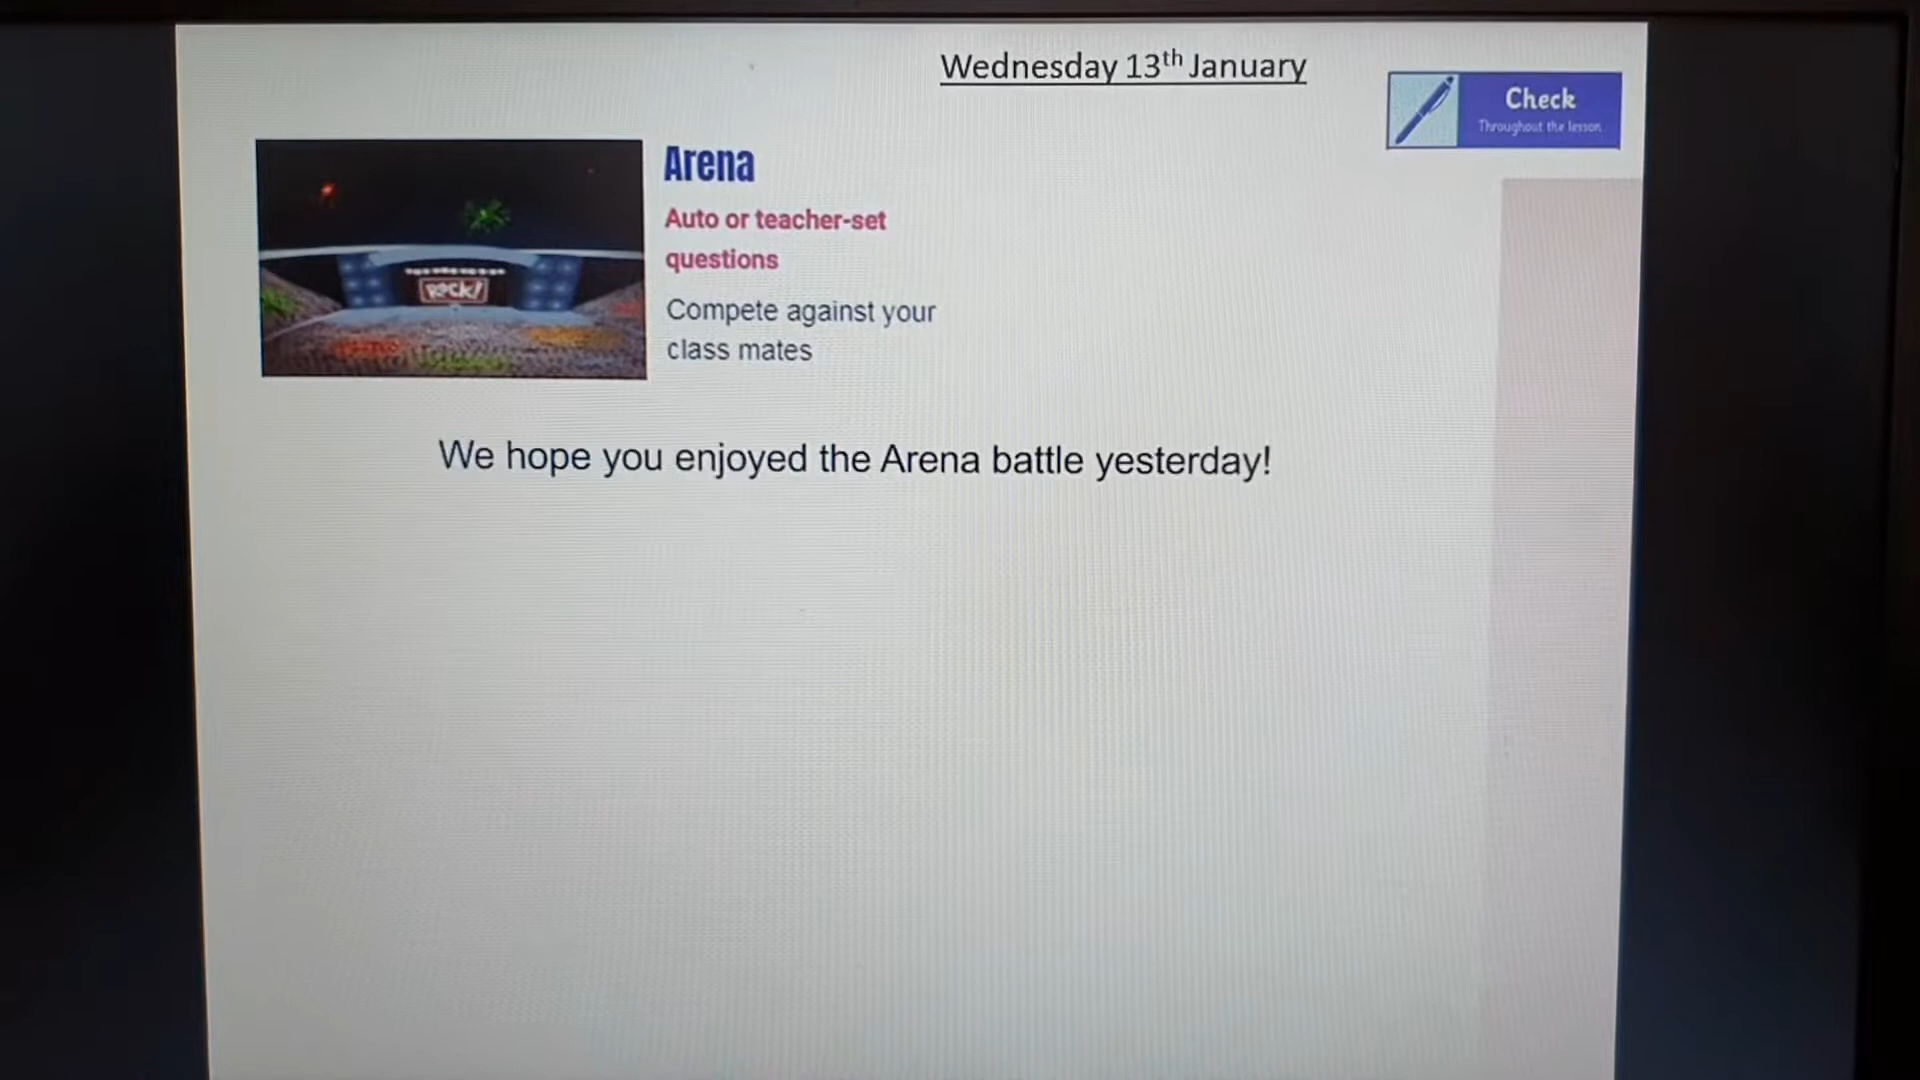 Wednesday 13th January
Check
Throughout the lesson
Arena
Auto or teacher-set
questions
Compete against your
class mates
ROCK!
We hope you enjoyed the Arena battle yesterday!